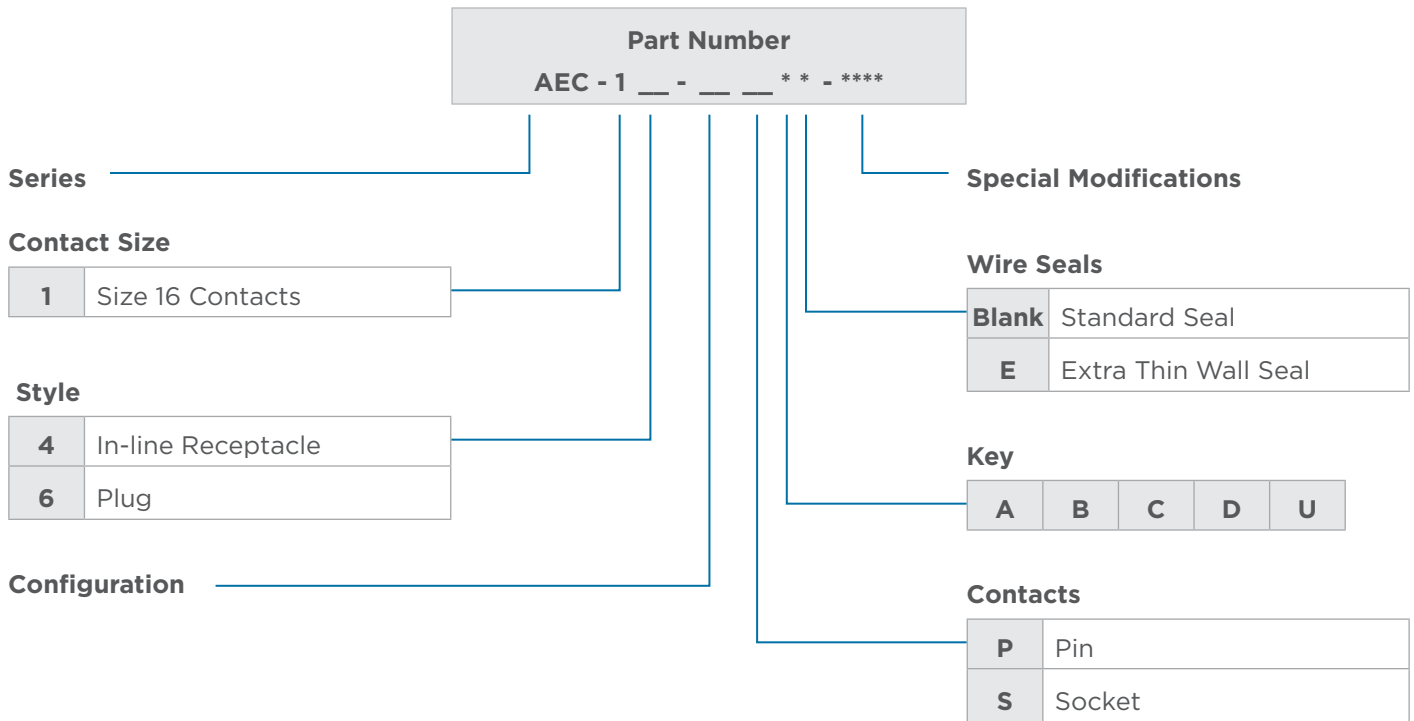 Part Number
AEC - 1 __ - __ __ * * - ****
Series
Special Modifications
Contact Size
1 Size 16 Contacts
Wire Seals
Blank Standard Seal
E Extra Thin Wall Seal
Style
4 In-line Receptacle
6 Plug
Key
A B C D U
Configuration
Contacts
P Pin
S Socket